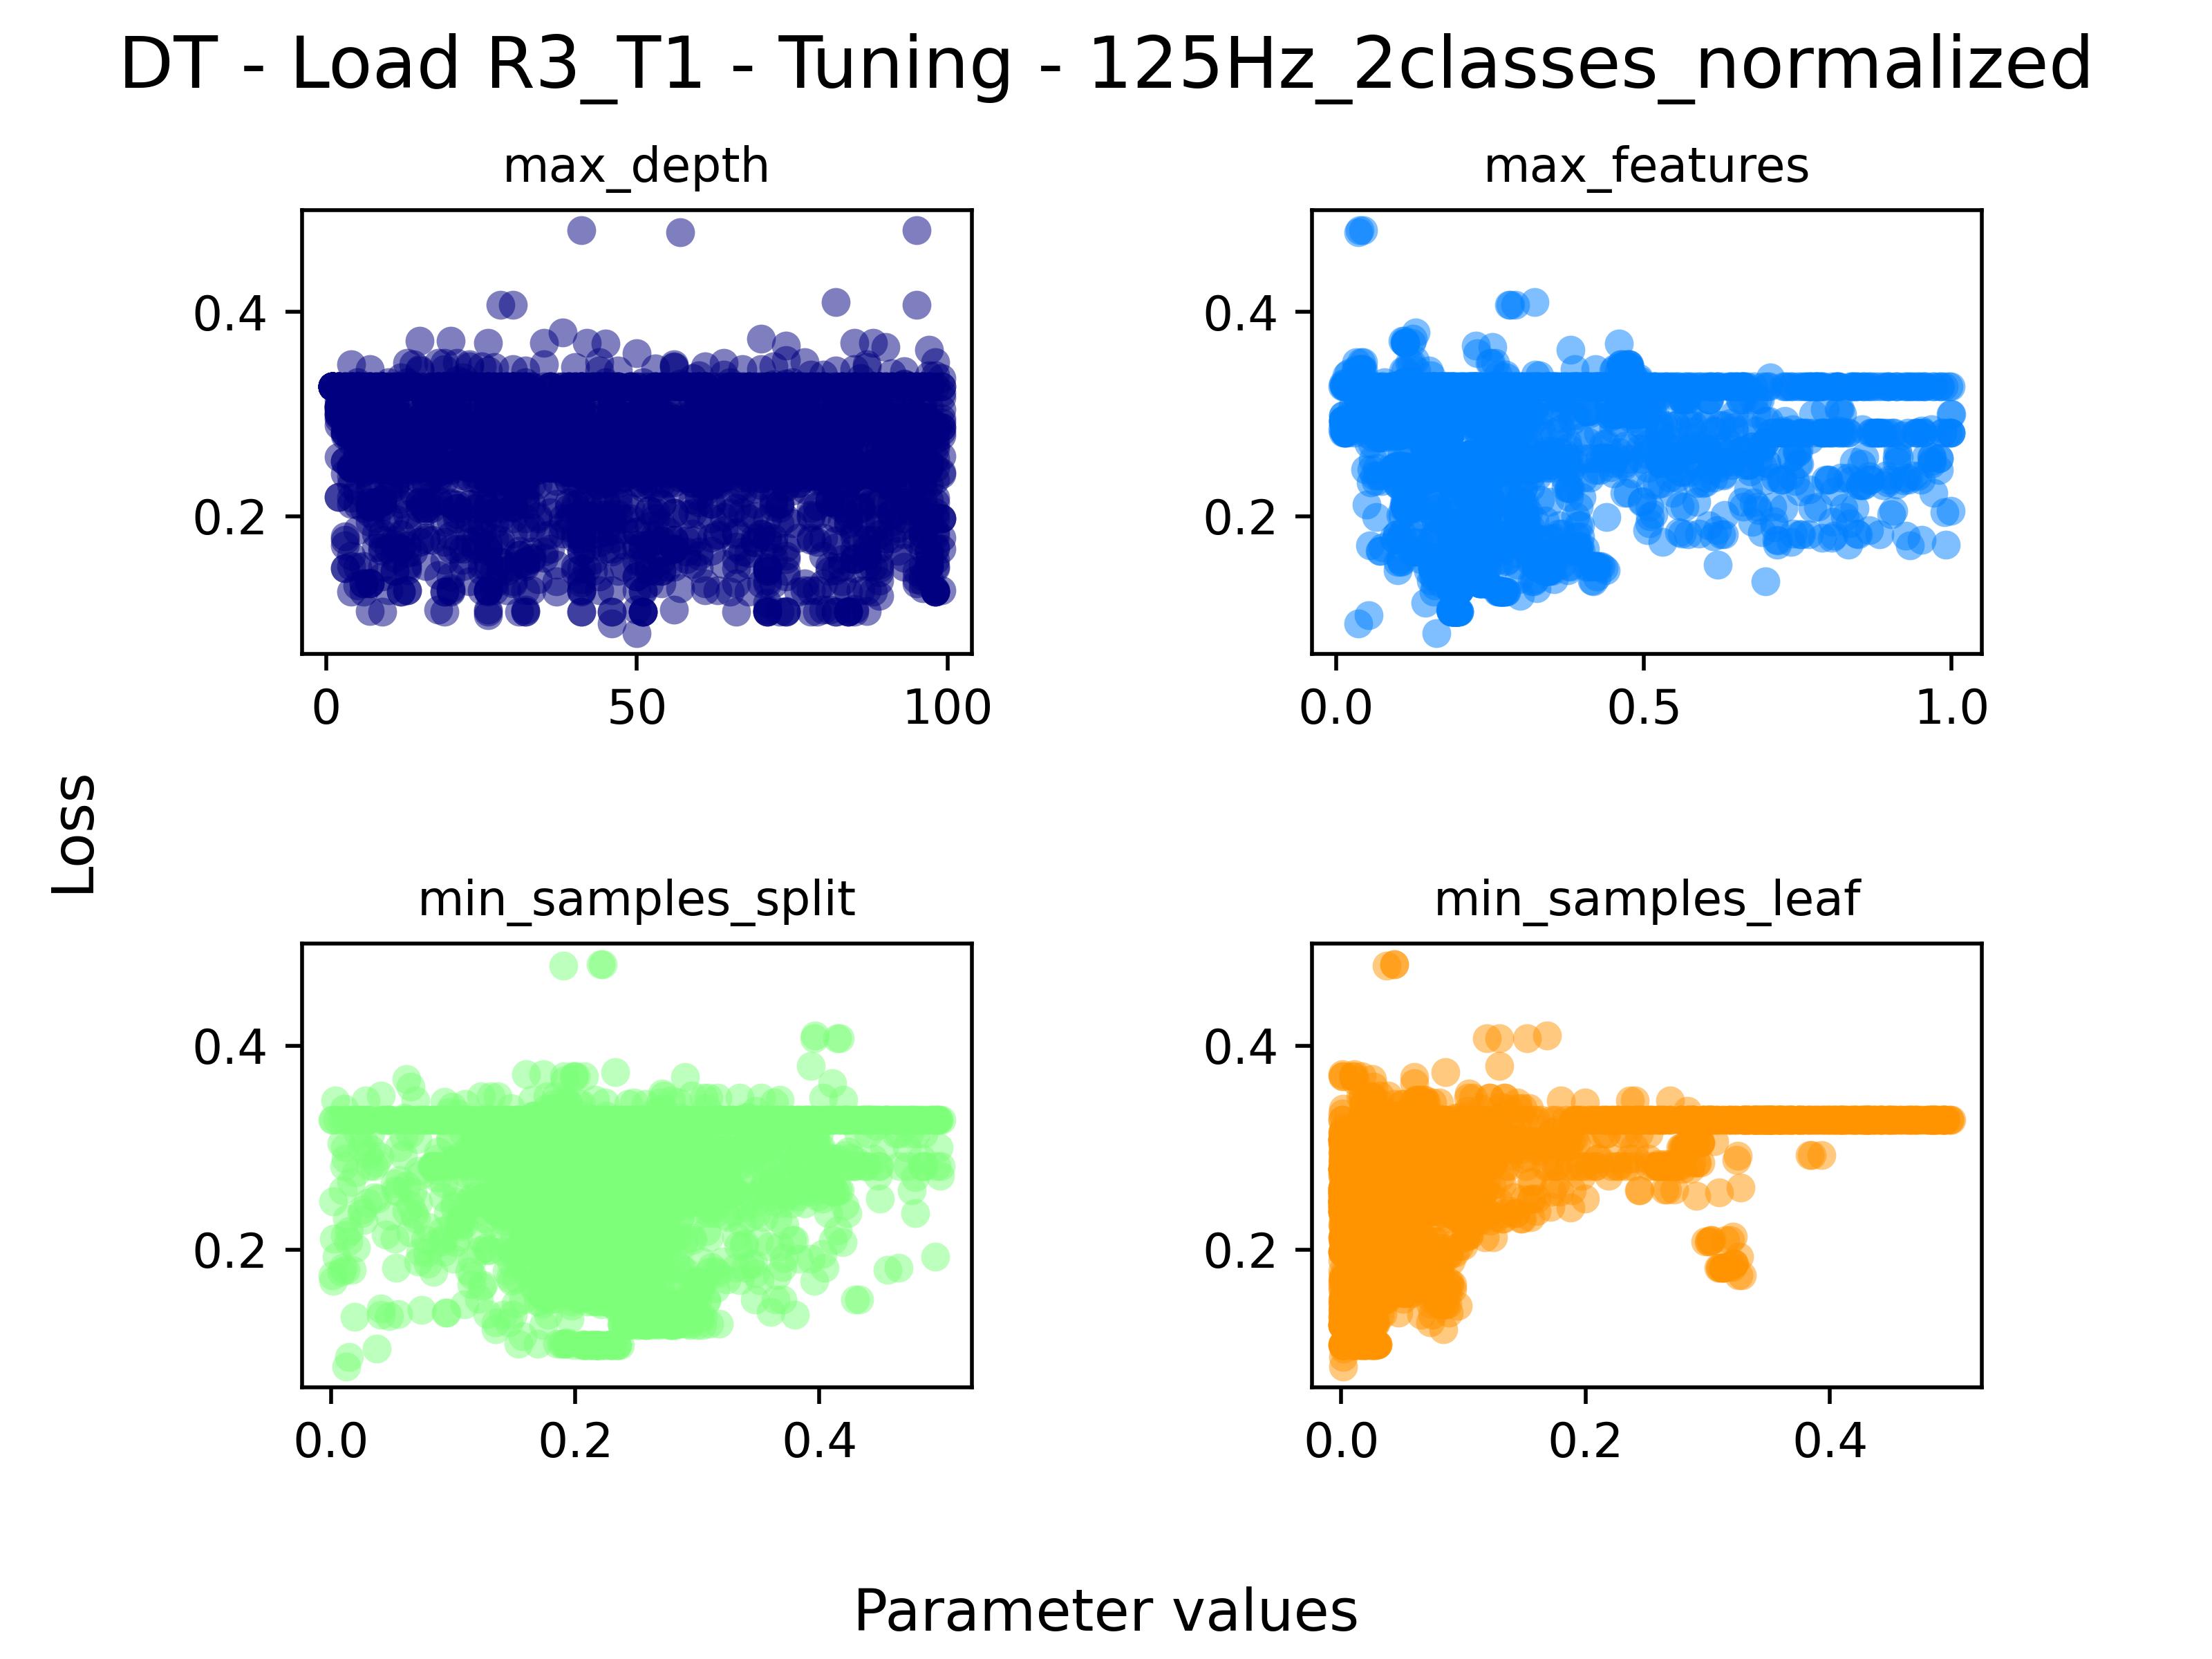 DT - Load R3_T1 - Tuning - 125Hz_2classes_normalized
max_depth
0.4
0.2
0 50 100
max_features
0.4
0.2
0.0 0.5 1.0
Loss
min_samples_split
0.4
0.2
0.0 0.2 0.4
min_samples_leaf
0.4
0.2
0.0 0.2 0.4
Parameter values